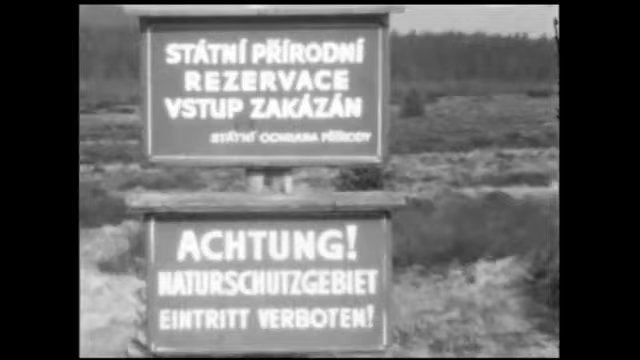 STÁTNÍ PŘÍRODNÍ
REZERVACE
VSTUP ZAKÁZÁN
STÁTNÍ OCHRANA PŘÍRODY
ACHTUNG!
NATURSCHUTZGEBIET
EINTRITT VERBOTEN!